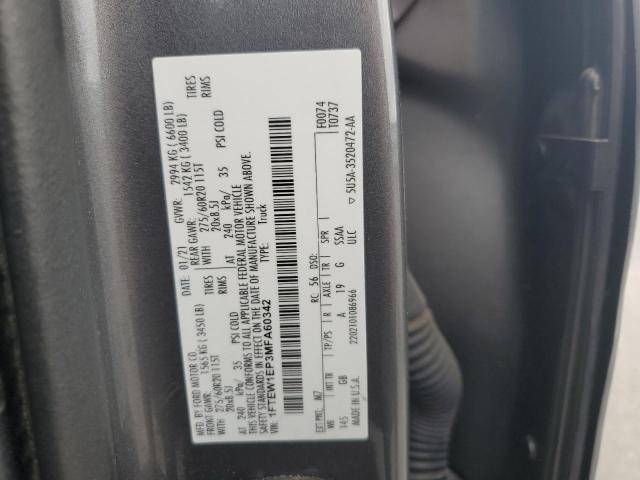 MFD BY FORD MOTOR CO.
DATE: 01/21 GVWR: 2994 KG ( 6600 LB)
FRONT GAWR: 1565 KG ( 3450 LB) REAR GAWR: 1542 KG ( 3400 LB)
275/60R20 115T TIRES WITH 275/60R20 115T TIRES
20x8.5J RIMS 20x8.5J RIMS
AT 240 kPa/ 35 PSI COLD AT 240 kPa/ 35 PSI COLD
THIS VEHICLE CONFORMS TO ALL APPLICABLE FEDERAL MOTOR VEHICLE
SAFETY STANDARDS IN EFFECT ON THE DATE OF MANUFACTURE SHOWN ABOVE.
VIN: 1FTEW1EP3MFA60342 TYPE: Truck
F0074
T0737
EXT PNT: M7 RC: 56 DSO:
WB INT TR TP/PS R AXLE TR SPR
145 GB A 19 G SSAA
2202101086966 ULC
MADE IN U.S.A. ▽ 5U5A-3520472-AA